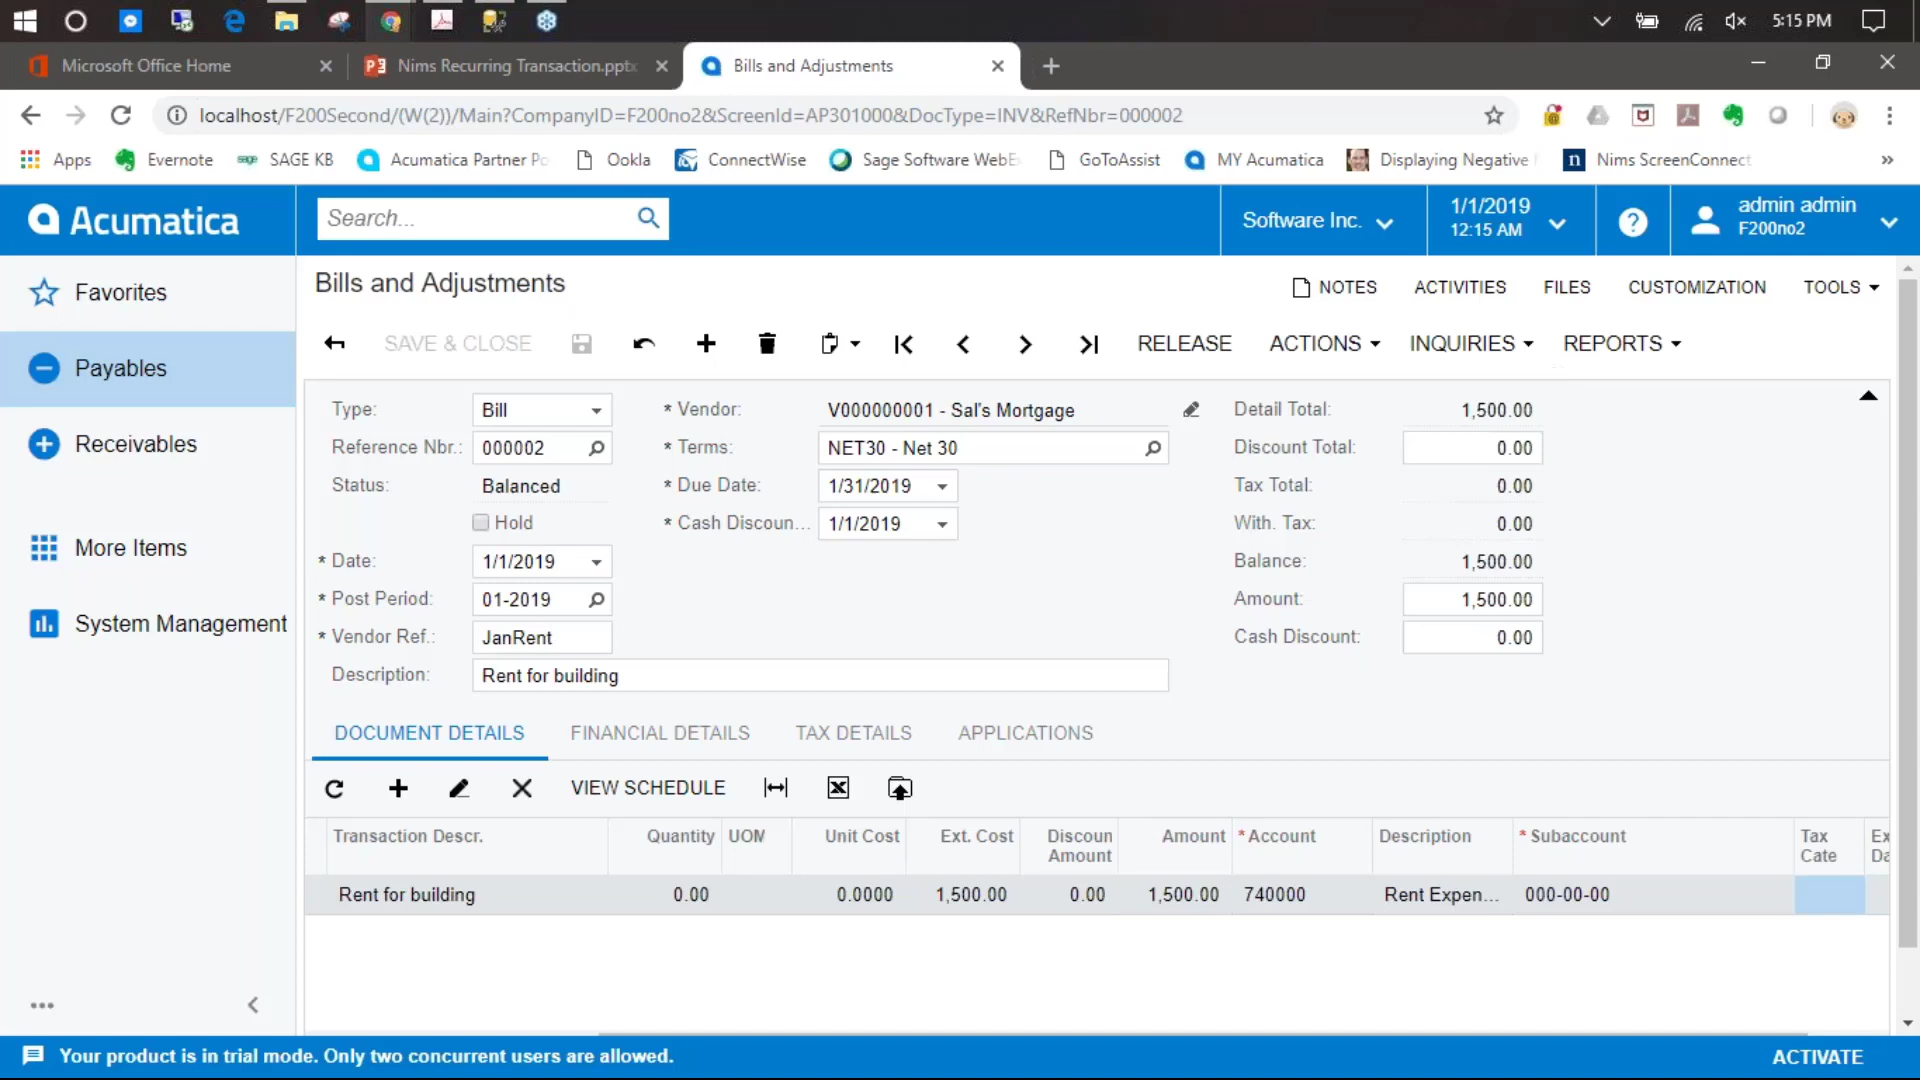 5:15 PM
Microsoft Office Home
Nims Recurring Transaction.pptx
Bills and Adjustments
localhost/F200Second/(W(2))/Main?CompanyID=F200no2&ScreenId=AP301000&DocType=INV&RefNbr=000002
Apps
Evernote
SAGE KB
Acumatica Partner Po
Ookla
ConnectWise
Sage Software WebE
GoToAssist
MY Acumatica
Displaying Negative
Nims ScreenConnect
Acumatica
Search...
Software Inc.
1/1/2019
12:15 AM
admin admin
F200no2
Favorites
Payables
Receivables
More Items
System Management
Bills and Adjustments
NOTES ACTIVITIES FILES CUSTOMIZATION TOOLS
SAVE & CLOSE RELEASE ACTIONS INQUIRIES REPORTS
Type: Bill * Vendor: V000000001 - Sal's Mortgage Detail Total: 1,500.00
Reference Nbr.: 000002 * Terms: NET30 - Net 30 Discount Total: 0.00
Status: Balanced * Due Date: 1/31/2019 Tax Total: 0.00
Hold * Cash Discoun... 1/1/2019 With. Tax: 0.00
* Date: 1/1/2019 Balance: 1,500.00
* Post Period: 01-2019 Amount: 1,500.00
* Vendor Ref.: JanRent Cash Discount: 0.00
Description: Rent for building
DOCUMENT DETAILS FINANCIAL DETAILS TAX DETAILS APPLICATIONS
VIEW SCHEDULE
Transaction Descr. Quantity UOM Unit Cost Ext. Cost Discoun Amount Amount * Account Description * Subaccount Tax Cate Ex Da
Rent for building 0.00 0.0000 1,500.00 0.00 1,500.00 740000 Rent Expen... 000-00-00
Your product is in trial mode. Only two concurrent users are allowed.
ACTIVATE